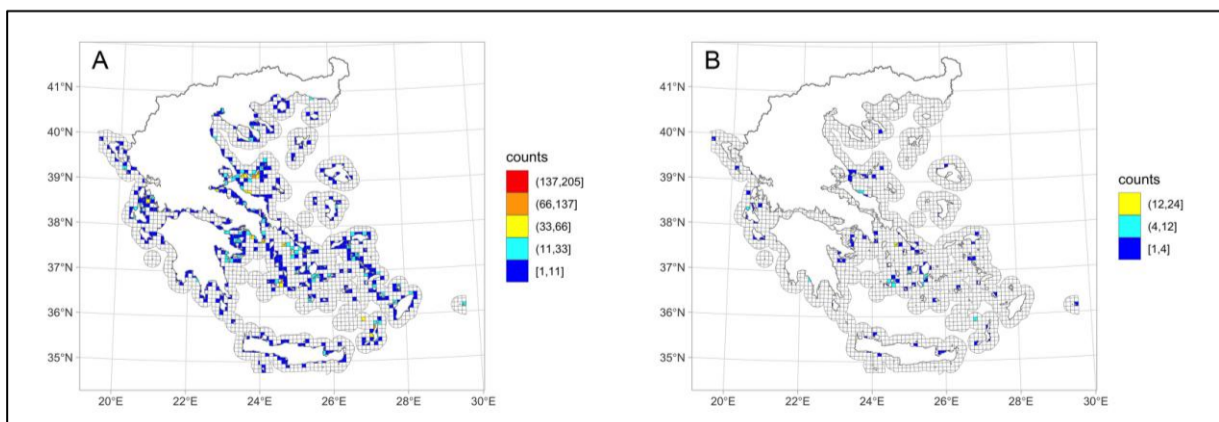 A
41°N
40°N
39°N
38°N
37°N
36°N
35°N
20°E
22°E
24°E
26°E
28°E
30°E
counts
(137,205]
(66,137]
(33,66]
(11,33]
[1,11]
B
41°N
40°N
39°N
38°N
37°N
36°N
35°N
20°E
22°E
24°E
26°E
28°E
30°E
counts
(12,24]
(4,12]
[1,4]